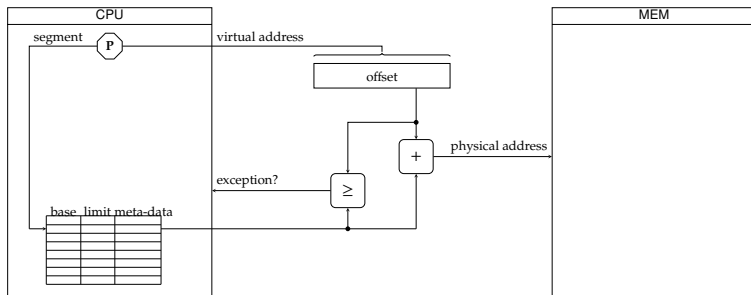 CPU
MEM
segment
P
virtual address
offset
+
physical address
exception?
≥
base limit meta-data